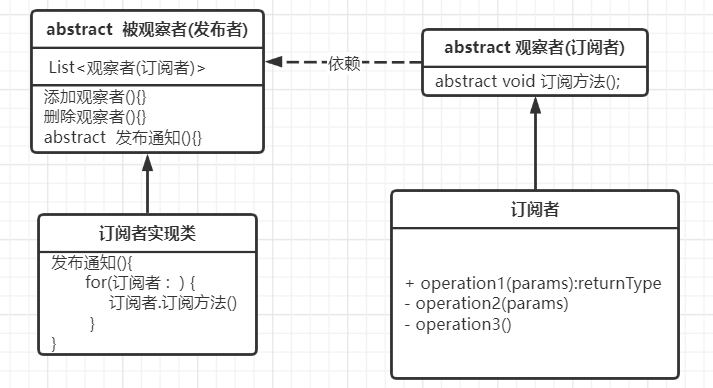 abstract 被观察者(发布者)
List<观察者(订阅者)>
添加观察者(){}
删除观察者(){}
abstract 发布通知(){}
依赖
abstract 观察者(订阅者)
abstract void 订阅方法();
订阅者实现类
发布通知(){
for(订阅者 : ) {
订阅者.订阅方法()
}
}
订阅者
+ operation1(params):returnType
- operation2(params)
- operation3()